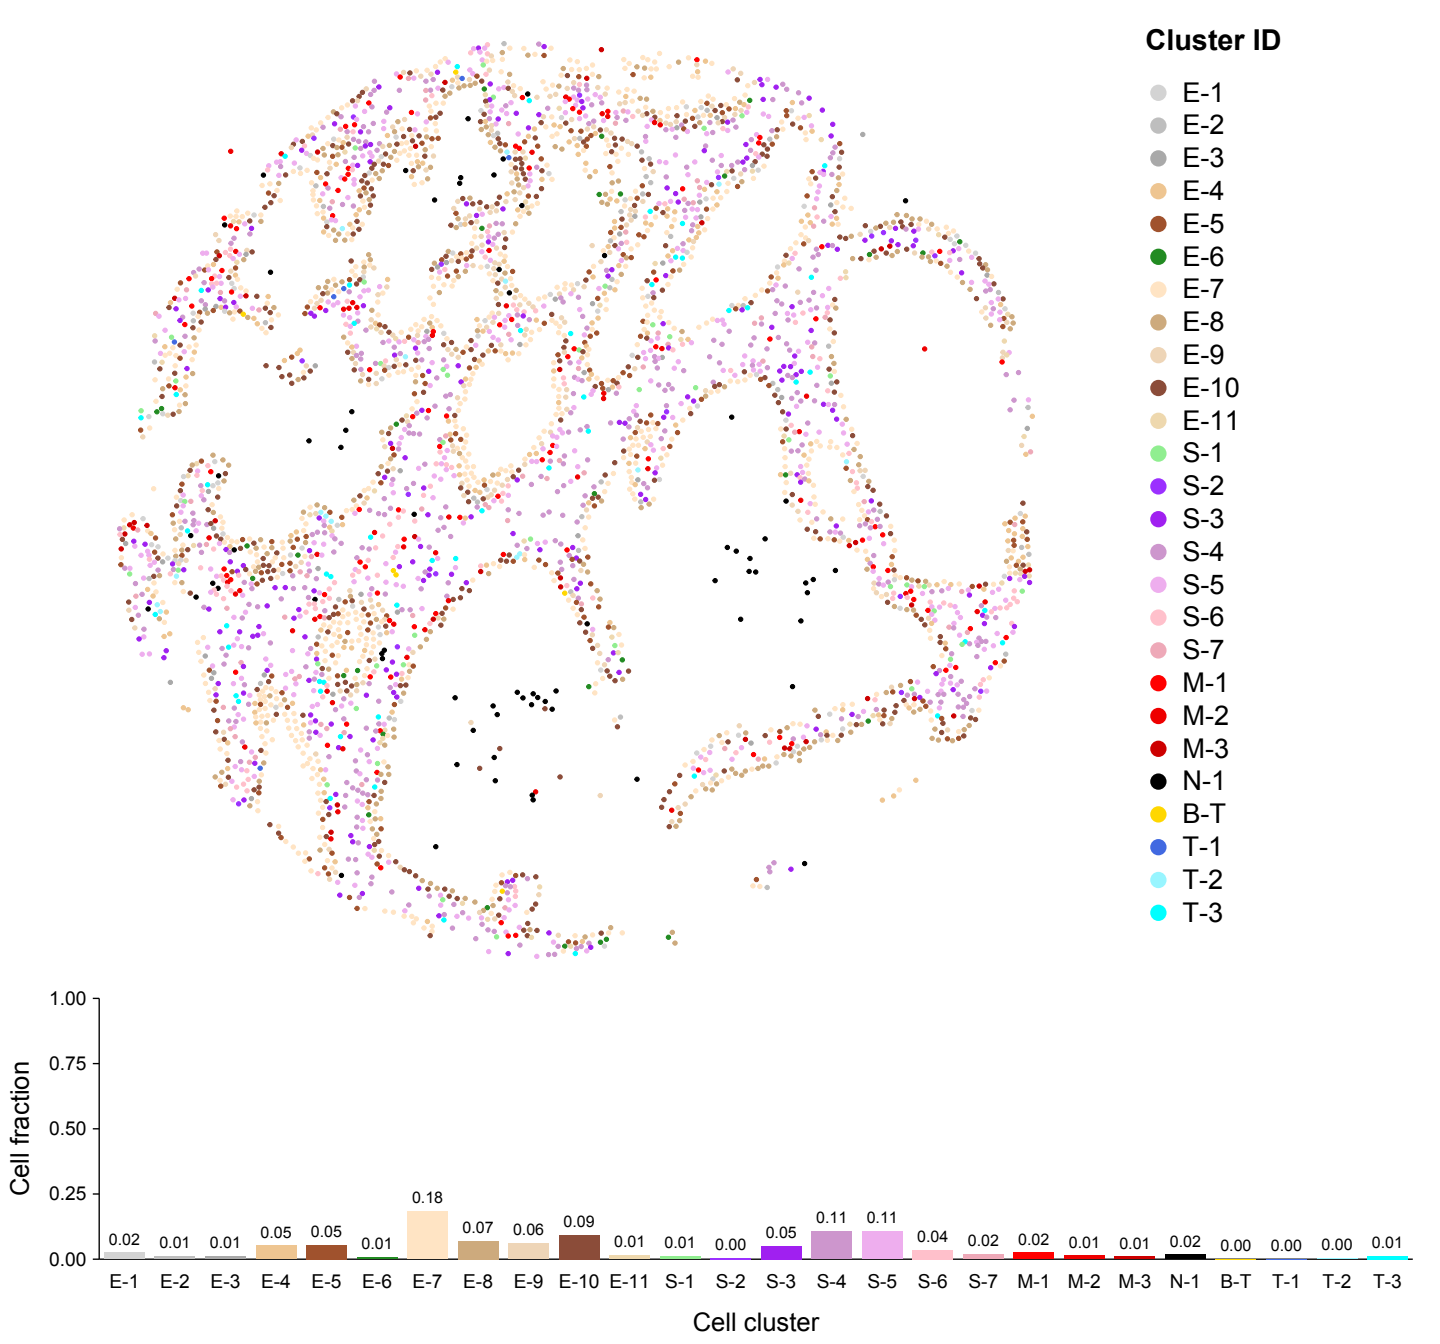 Cluster ID
E-1
E-2
E-3
E-4
E-5
E-6
E-7
E-8
E-9
E-10
E-11
S-1
S-2
S-3
S-4
S-5
S-6
S-7
M-1
M-2
M-3
N-1
B-T
T-1
T-2
T-3
1.00
0.75
0.50
0.25
0.00
Cell fraction
0.02 0.01 0.01 0.05 0.05 0.01 0.18 0.07 0.06 0.09 0.01 0.01 0.00 0.05 0.11 0.11 0.04 0.02 0.02 0.01 0.01 0.02 0.00 0.00 0.00 0.01
E-1 E-2 E-3 E-4 E-5 E-6 E-7 E-8 E-9 E-10 E-11 S-1 S-2 S-3 S-4 S-5 S-6 S-7 M-1 M-2 M-3 N-1 B-T T-1 T-2 T-3
Cell cluster